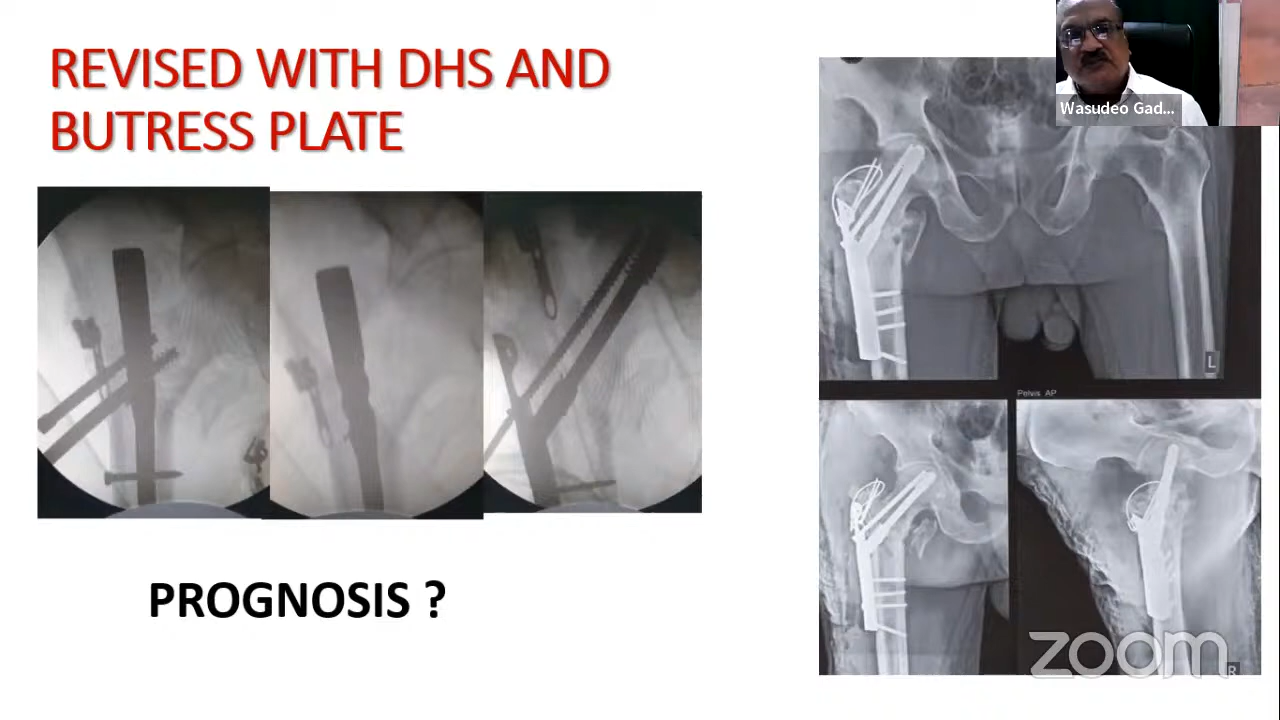 REVISED WITH DHS AND
BUTRESS PLATE
Wasudeo Gad...
L
Pelvis AP
PROGNOSIS ?
zoom
R